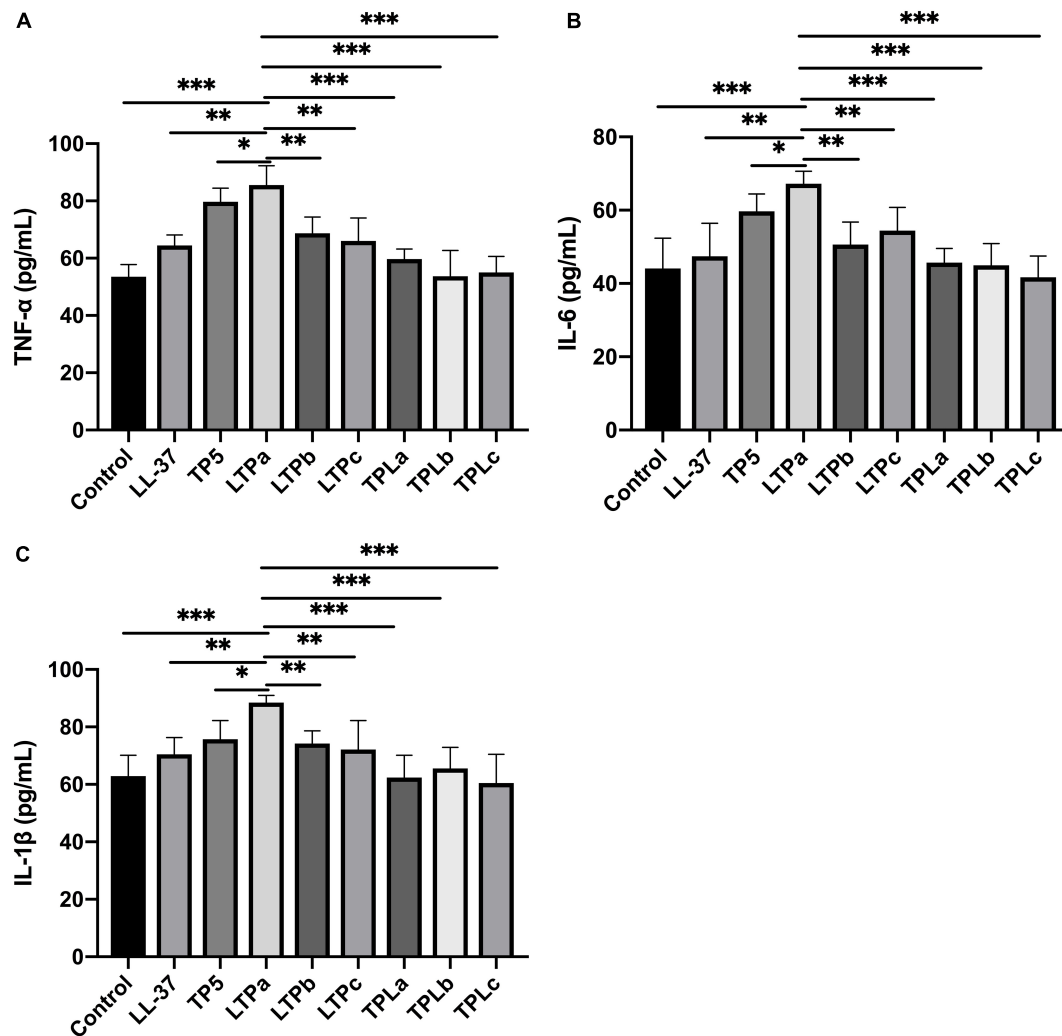 A
***
***
***
***
**
**
*
**
TNF-α (pg/mL)
100
80
60
40
20
0
Control
LL-37
TP5
LTPa
LTPb
LTPc
TPLa
TPLb
TPLc
B
***
***
***
***
**
**
*
**
IL-6 (pg/mL)
80
60
40
20
0
Control
LL-37
TP5
LTPa
LTPb
LTPc
TPLa
TPLb
TPLc
C
***
***
***
***
**
**
*
**
IL-1β (pg/mL)
100
80
60
40
20
0
Control
LL-37
TP5
LTPa
LTPb
LTPc
TPLa
TPLb
TPLc